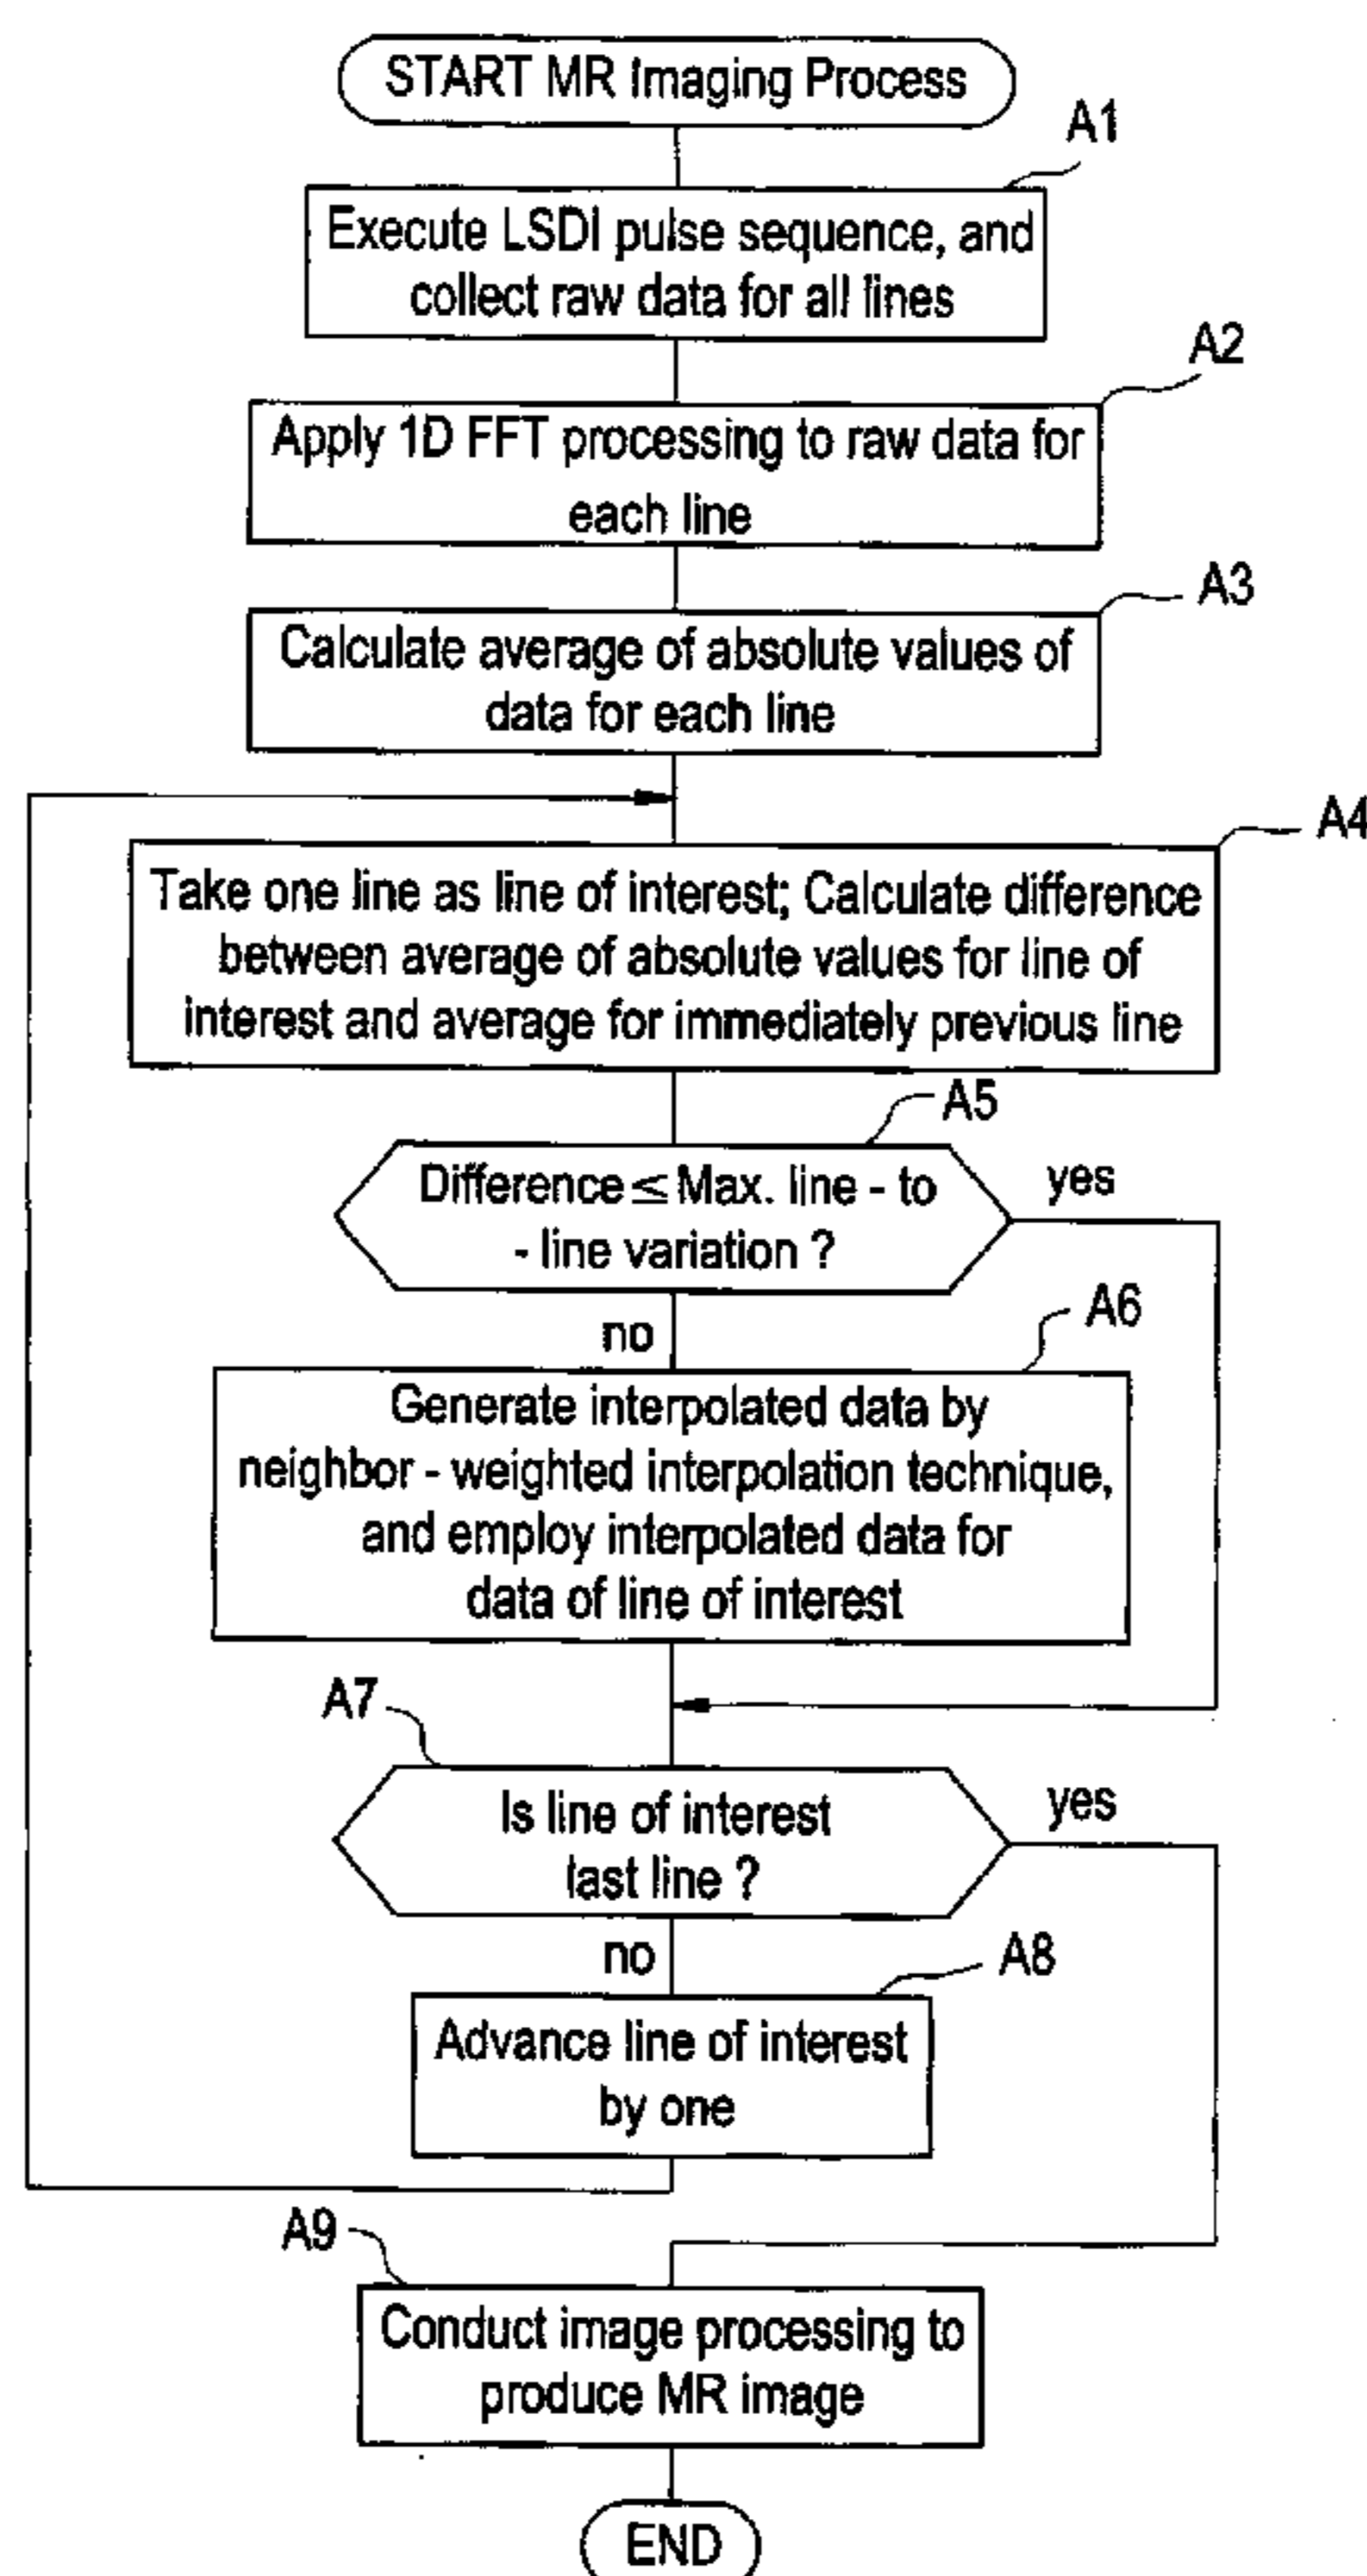 START MR Imaging Process
A1
Execute LSDI pulse sequence, and
collect raw data for all lines
A2
Apply 1D FFT processing to raw data for
each line
A3
Calculate average of absolute values of
data for each line
A4
Take one line as line of interest; Calculate difference
between average of absolute values for line of
interest and average for immediately previous line
A5
Difference ≤ Max. line - to
- line variation ?
yes
no
A6
Generate interpolated data by
neighbor - weighted interpolation technique,
and employ interpolated data for
data of line of interest
A7
Is line of interest
last line ?
yes
no
A8
Advance line of interest
by one
A9
Conduct image processing to
produce MR image
END